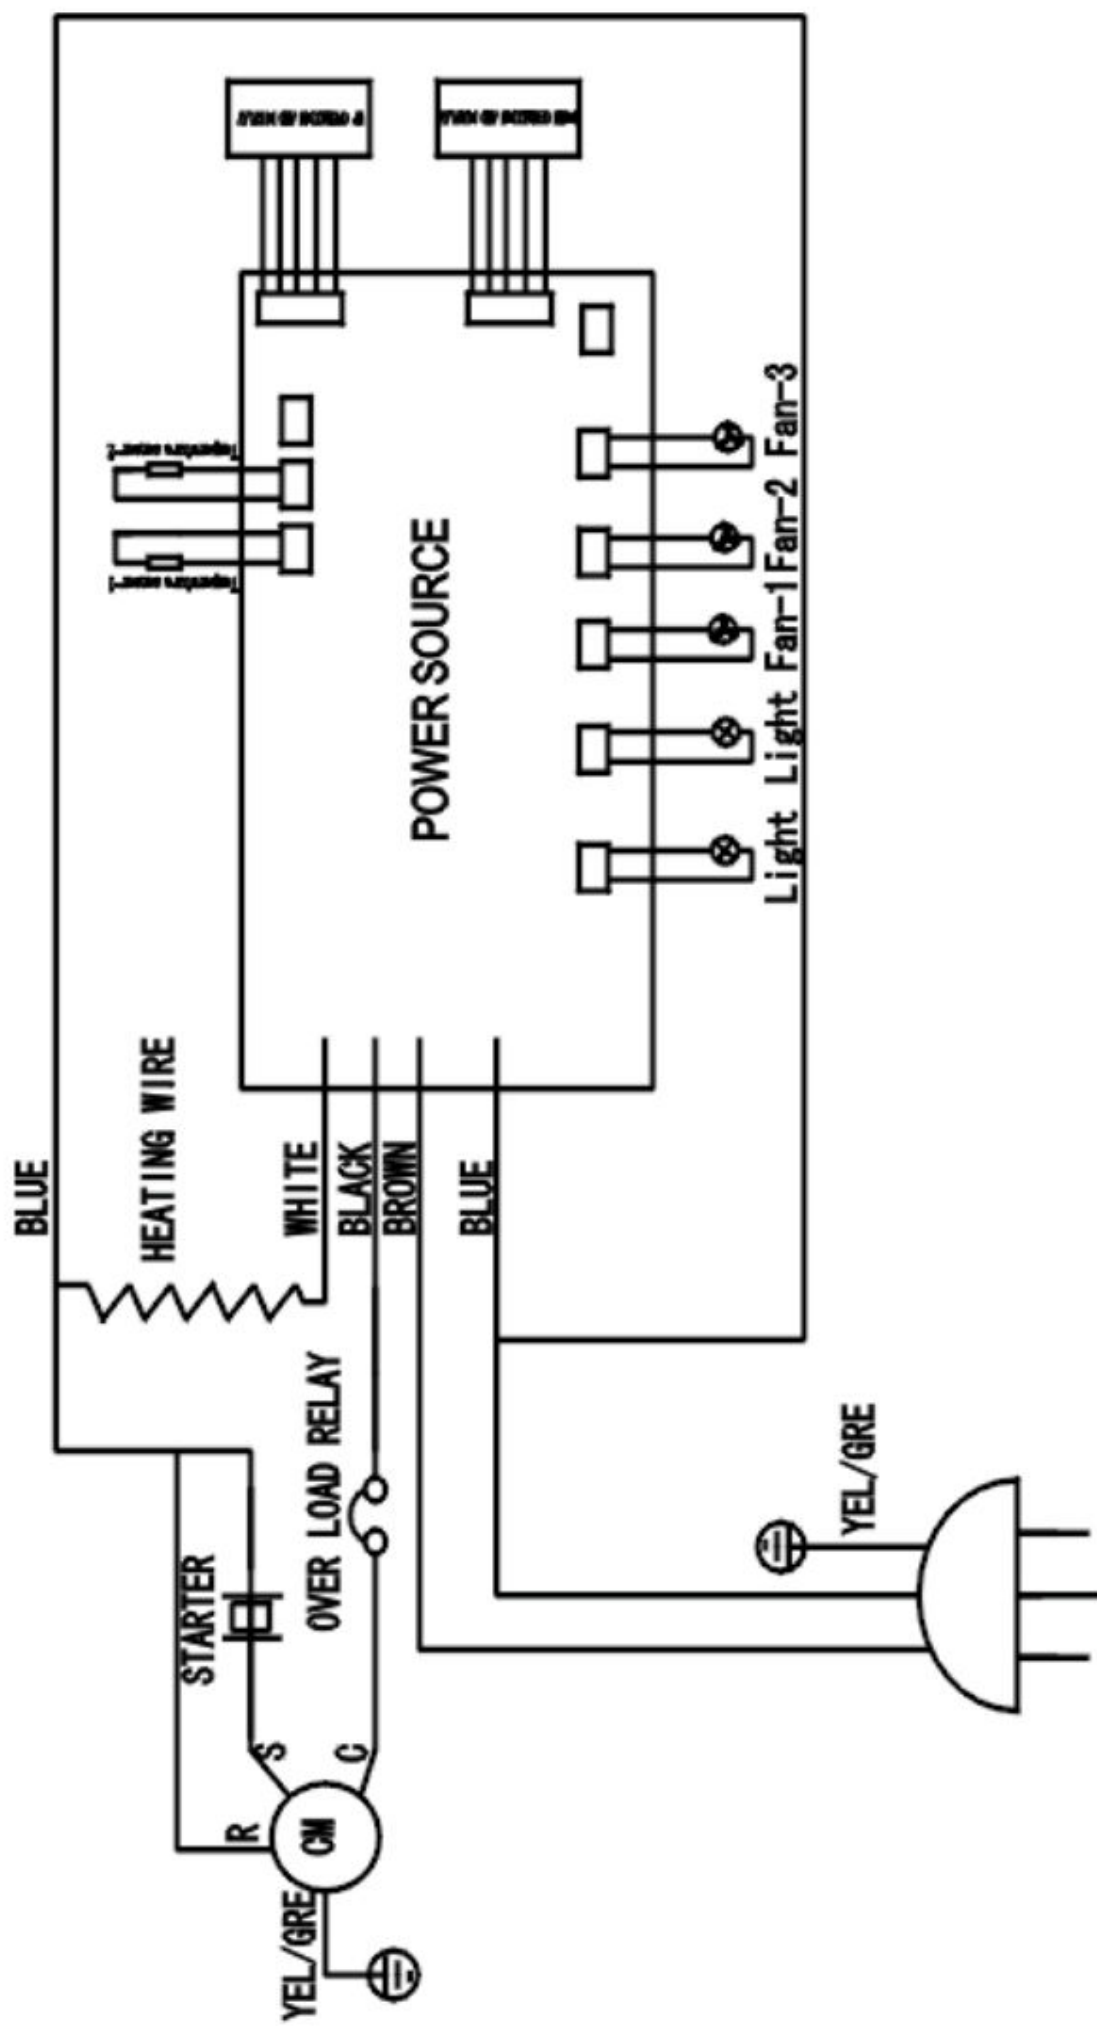 BLUE
HEATING WIRE
STARTER
R
S
YEL/GRE
WHITE
CM
OVER LOAD RELAY
C
BLACK
BROWN
POWER SOURCE
BLUE
Light Light Fan-1 Fan-2 Fan-3
YEL/GRE